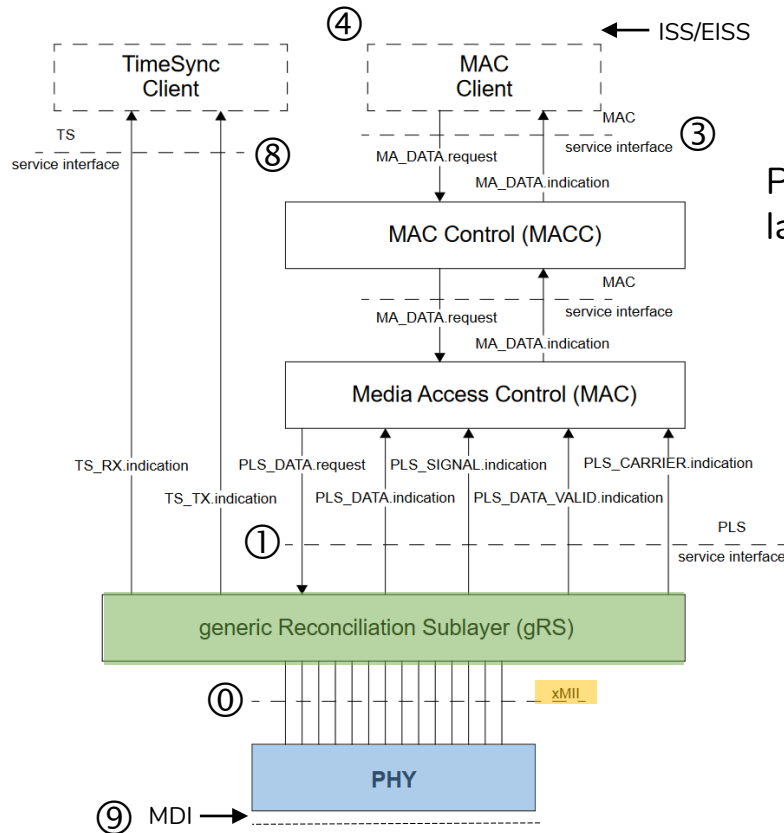 ④
ISS/EISS
TimeSync
Client
MAC
Client
TS
service interface
⑧
MAC
service interface
③
MA_DATA.request
MA_DATA.indication
P
la
MAC Control (MACC)
MAC
service interface
MA_DATA.request
MA_DATA.indication
Media Access Control (MAC)
TS_RX.indication
TS_TX.indication
PLS_DATA.request
PLS_SIGNAL.indication
PLS_CARRIER.indication
PLS_DATA.indication
PLS_DATA_VALID.indication
①
PLS
service interface
generic Reconciliation Sublayer (gRS)
⓪
xMII
PHY
⑨ MDI